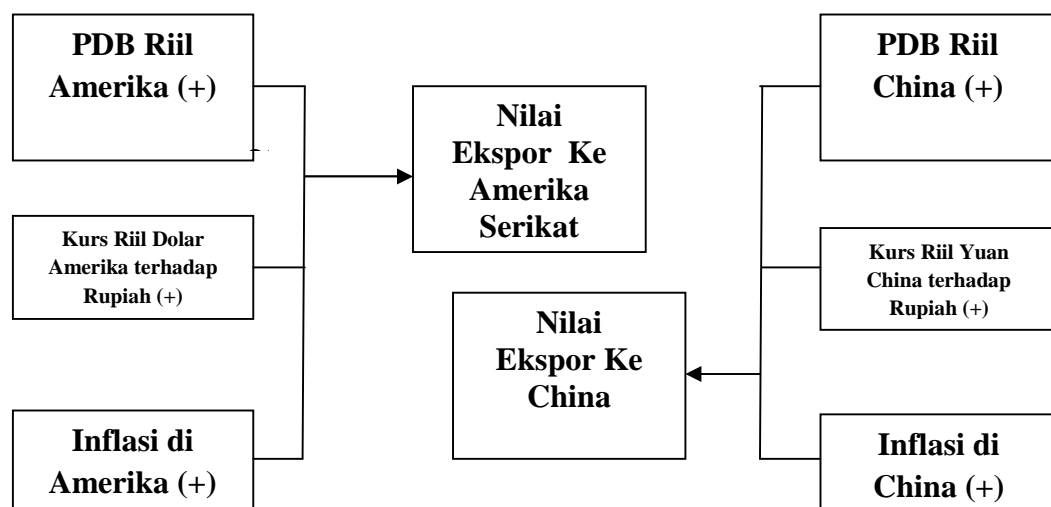 PDB Riil
Amerika (+)
Kurs Riil Dolar
Amerika terhadap
Rupiah (+)
Inflasi di
Amerika (+)
Nilai
Ekspor Ke
Amerika
Serikat
Nilai
Ekspor Ke
China
PDB Riil
China (+)
Kurs Riil Yuan
China terhadap
Rupiah (+)
Inflasi di
China (+)